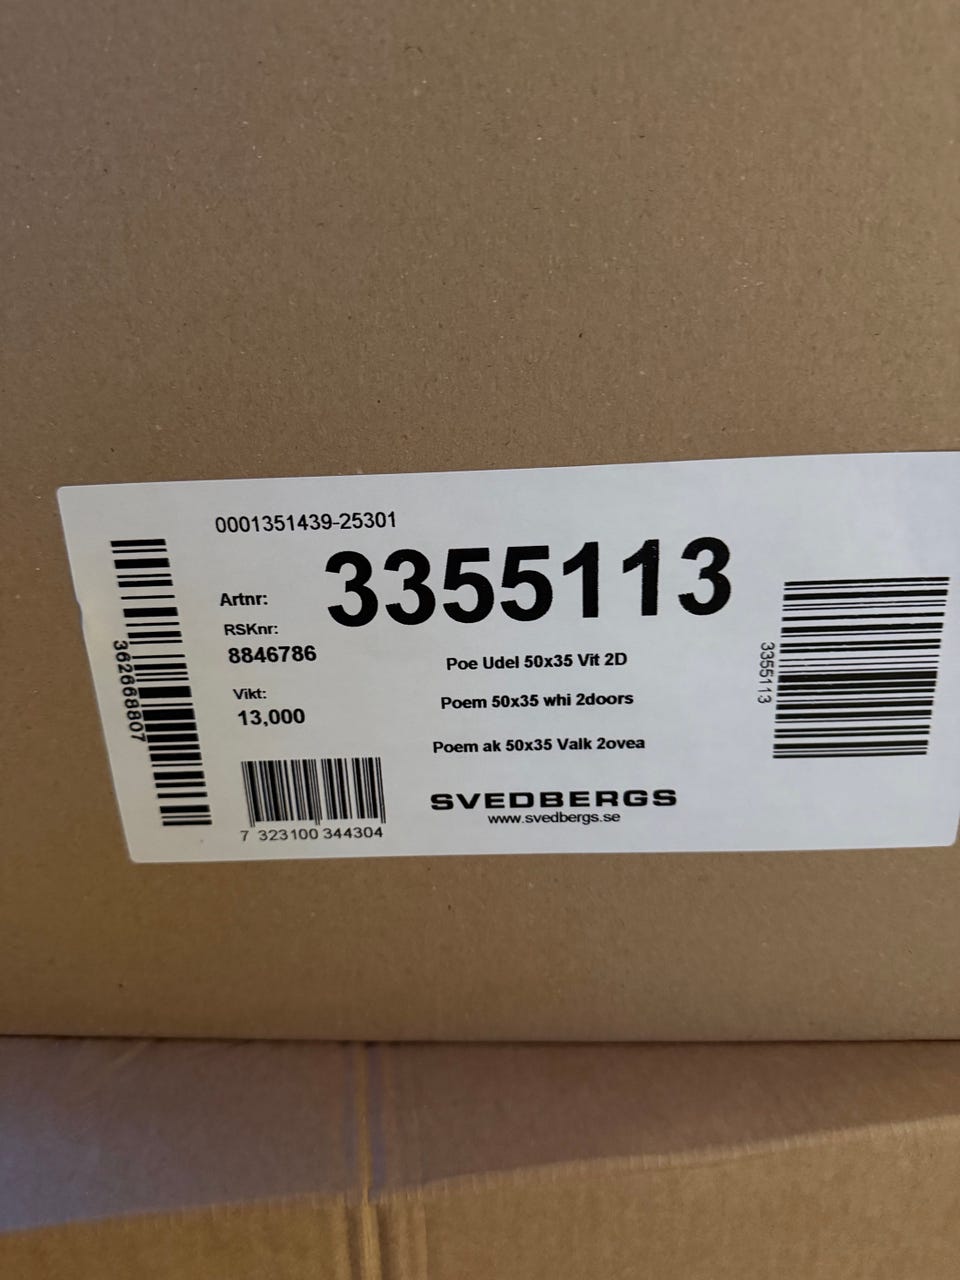 0001351439-25301
Artnr: 3355113
RSKnr:
8846786
Vikt:
13,000
Poe Udel 50x35 Vit 2D
Poem 50x35 whi 2doors
Poem ak 50x35 Valk 2ovea
SVEDBERGS
www.svedbergs.se
7 323100 344304
362668807
3355113